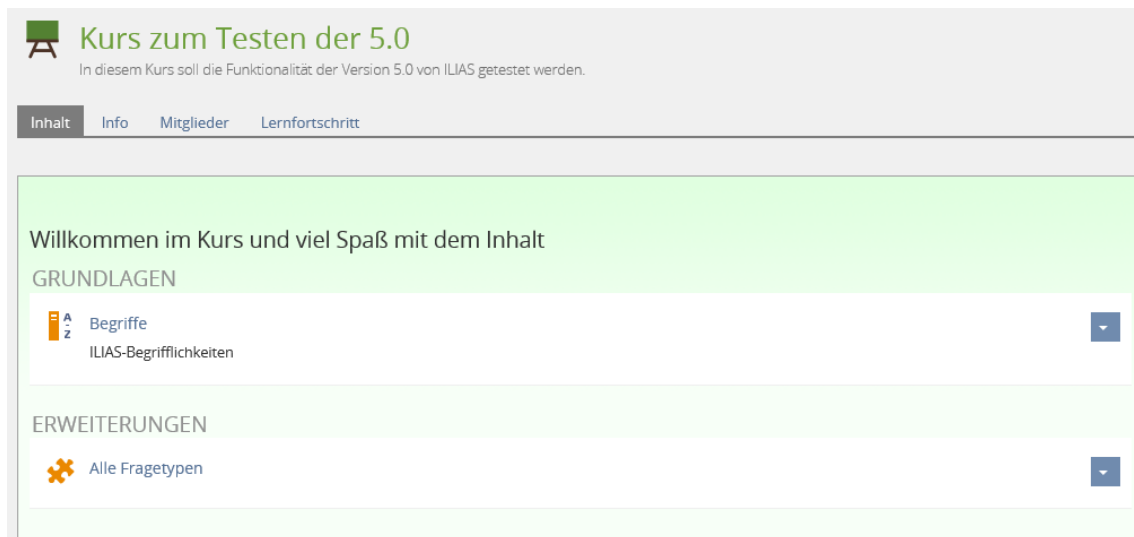 Kurs zum Testen der 5.0
In diesem Kurs soll die Funktionalität der Version 5.0 von ILIAS getestet werden.
Inhalt Info Mitglieder Lernfortschritt
Willkommen im Kurs und viel Spaß mit dem Inhalt
GRUNDLAGEN
A-Z
Begriffe
ILIAS-Begrifflichkeiten
ERWEITERUNGEN
Alle Fragetypen